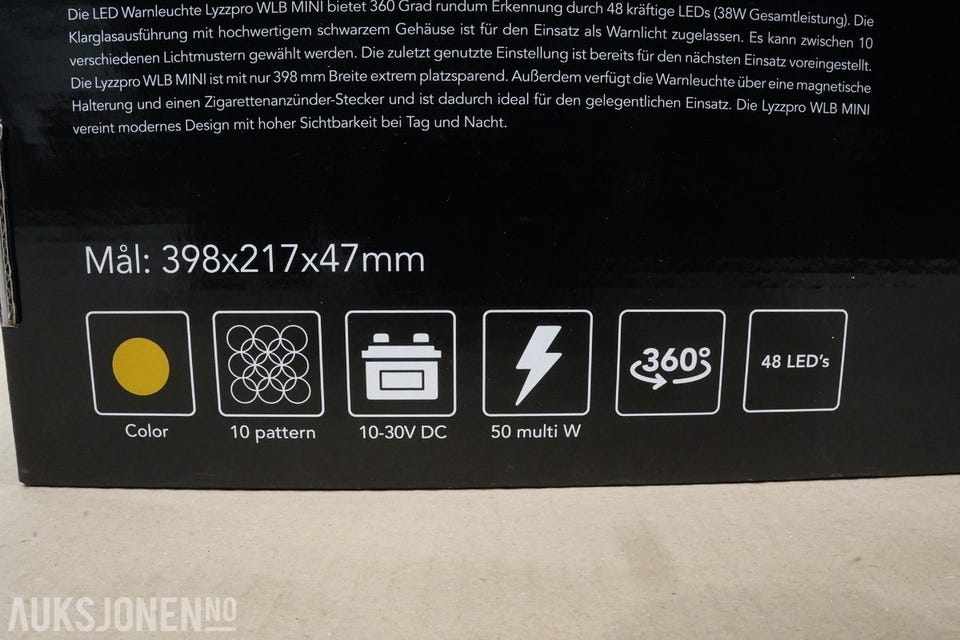 Die LED Warnleuchte Lyzzpro WLB MINI bietet 360 Grad rundum Erkennung durch 48 kräftige LEDs (38W Gesamtleistung). Die
Klarglasausführung mit hochwertigem schwarzem Gehäuse ist für den Einsatz als Warnlicht zugelassen. Es kann zwischen 10
verschiedenen Lichtmustern gewählt werden. Die zuletzt genutzte Einstellung ist bereits für den nächsten Einsatz voreingestellt.
Die Lyzzpro WLB MINI ist mit nur 398 mm Breite extrem platzsparend. Außerdem verfügt die Warnleuchte über eine magnetische
Halterung und einen Zigarettenanzünder-Stecker und ist dadurch ideal für den gelegentlichen Einsatz. Die Lyzzpro WLB MINI
vereint modernes Design mit hoher Sichtbarkeit bei Tag und Nacht.
Mål: 398x217x47mm
360°
48 LED's
Color
10 pattern
10-30V DC
50 multi W
AUKSJONEN.NO